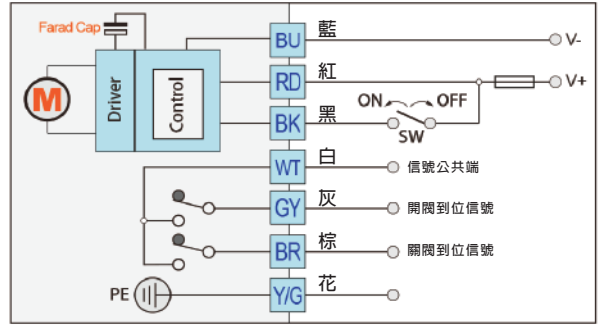 Farad Cap
M
Driver
Control
BU 藍 V-
RD 紅 V+
ON OFF
BK 黑
SW
WT 白 信號公共端
GY 灰 開閥到位信號
BR 棕 關閥到位信號
PE Y/G 花